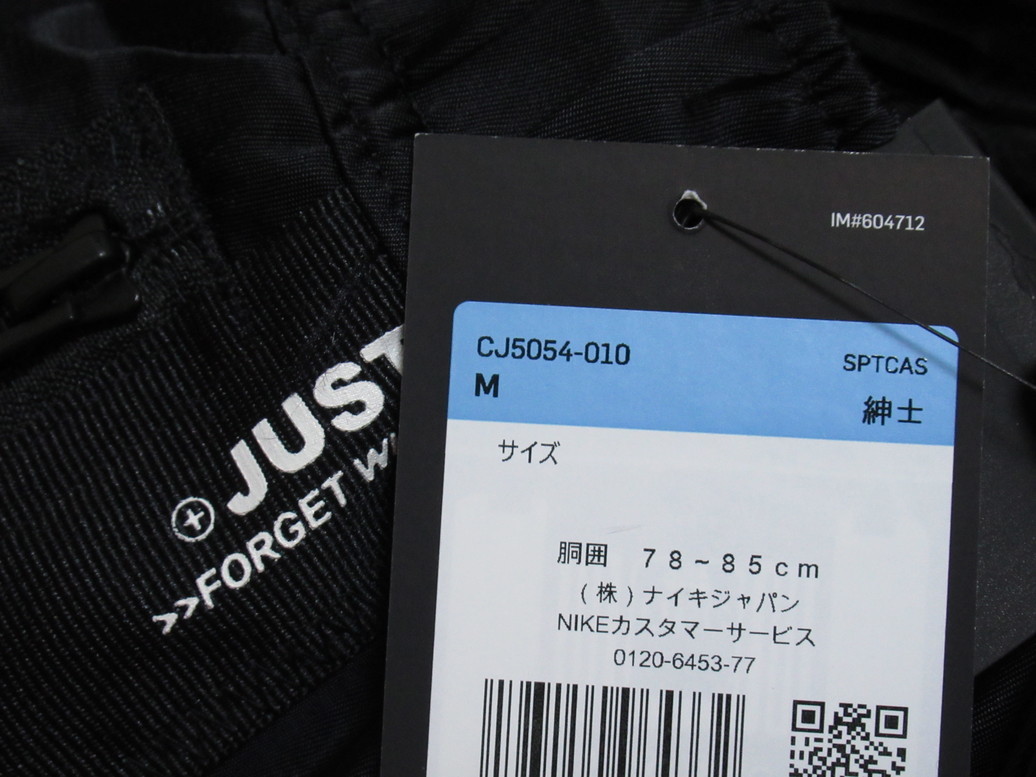 IM#604712
CJ5054-010
SPTCAS
M
紳士
サイズ
胴囲 78~85cm
(株)ナイキジャパン
NIKEカスタマーサービス
0120-6453-77
JUST
>>FORGET